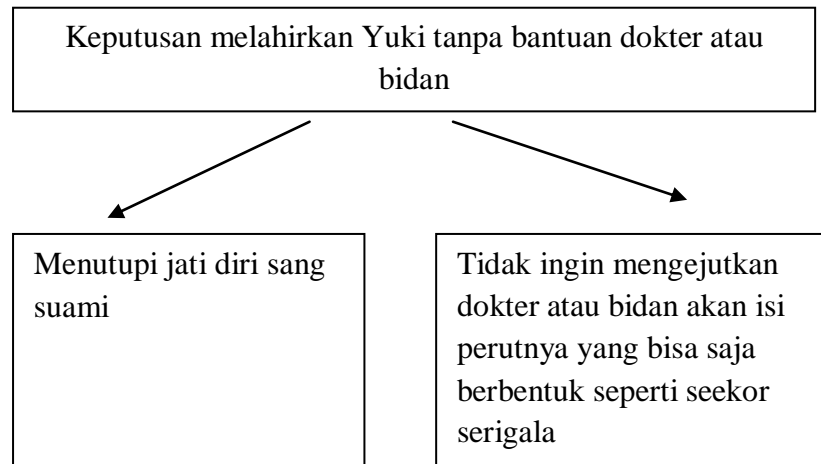 Keputusan melahirkan Yuki tanpa bantuan dokter atau
bidan
Menutupi jati diri sang
suami
Tidak ingin mengejutkan
dokter atau bidan akan isi
perutnya yang bisa saja
berbentuk seperti seekor
serigala